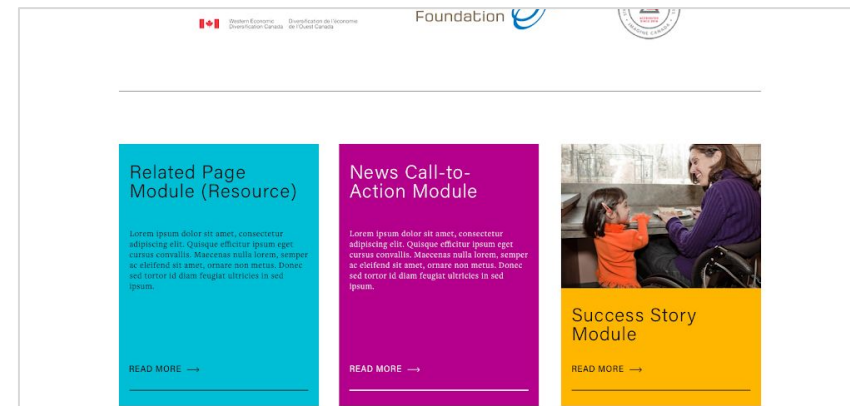 Western Economic
Diversification Canada
Diversification de l'économie
de l'Ouest Canada
Foundation
IMAGINE CANADA
Related Page
Module (Resource)
Lorem ipsum dolor sit amet, consectetur
adipiscing elit. Quisque efficitur ipsum eget
cursus convallis. Maecenas nulla lorem, semper
ac eleifend sit amet, ornare non metus. Donec
sed tortor id diam feugiat ultricies in sed
ipsum.
READ MORE →
News Call-to-
Action Module
Lorem ipsum dolor sit amet, consectetur
adipiscing elit. Quisque efficitur ipsum eget
cursus convallis. Maecenas nulla lorem, semper
ac eleifend sit amet, ornare non metus. Donec
sed tortor id diam feugiat ultricies in sed
ipsum.
READ MORE →
Success Story
Module
READ MORE →